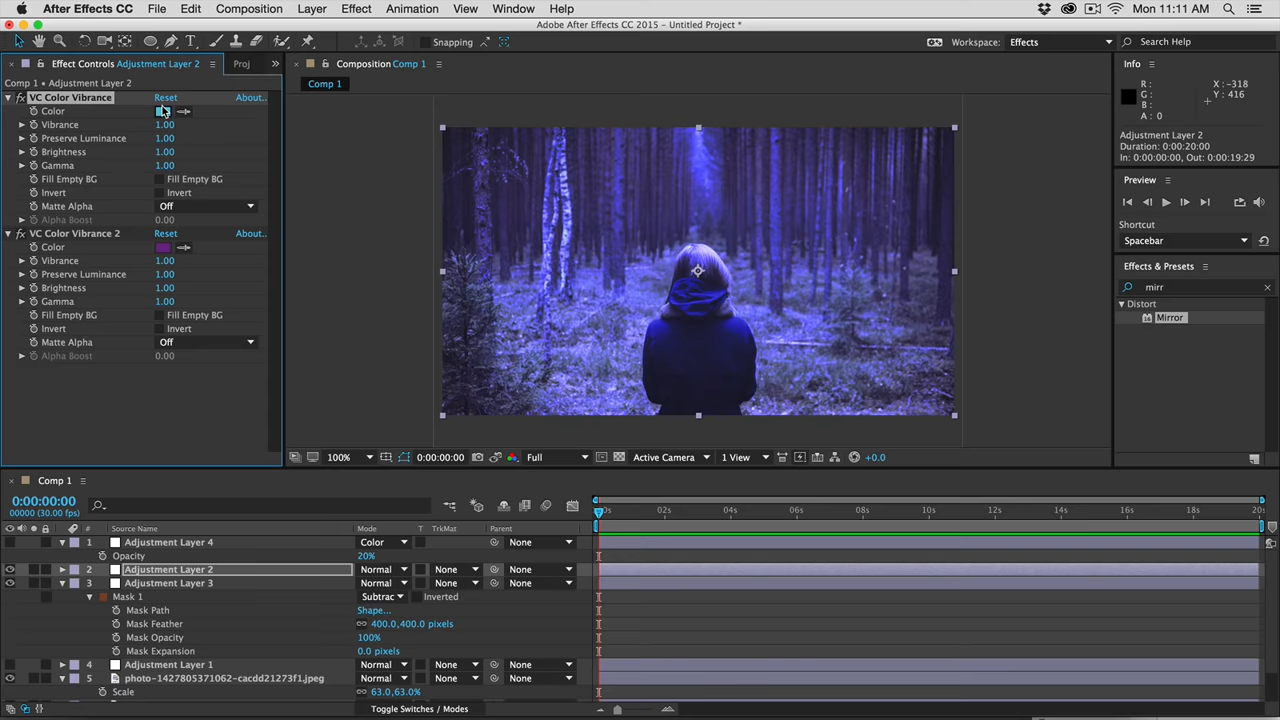 After Effects CC File Edit Composition Layer Effect Animation View Window Help Mon 11:11 AM
Adobe After Effects CC 2015 - Untitled Project *
Snapping Workspace: Effects Search Help
Effect Controls Adjustment Layer 2 Proj
Composition Comp 1
Info
Comp 1 • Adjustment Layer 2
Comp 1
fx VC Color Vibrance Reset About..
Color
Vibrance 1.00
Preserve Luminance 1.00
Brightness 1.00
Gamma 1.00
Fill Empty BG Fill Empty BG
Invert Invert
Matte Alpha Off
Alpha Boost 0.00
fx VC Color Vibrance 2 Reset About..
Color
Vibrance 1.00
Preserve Luminance 1.00
Brightness 1.00
Gamma 1.00
Fill Empty BG Fill Empty BG
Invert Invert
Matte Alpha Off
Alpha Boost 0.00
R: X: -318
G: Y: 416
B:
A: 0
Adjustment Layer 2
Duration: 0:00:20:00
In: 0:00:00:00, Out: 0:00:19:29
Preview
Shortcut
Spacebar
Effects & Presets
mirr
Distort
Mirror
100% 0:00:00:00 Full Active Camera 1 View +0.0
Comp 1
0:00:00:00
00000 (30.00 fps)
# Source Name Mode T TrkMat Parent
00s 02s 04s 06s 08s 10s 12s 14s 16s 18s 20s
1 Adjustment Layer 4 Color None
Opacity 20%
2 Adjustment Layer 2 Normal None None
3 Adjustment Layer 3 Normal None None
Mask 1 Subtrac Inverted
Mask Path Shape...
Mask Feather 400.0,400.0 pixels
Mask Opacity 100%
Mask Expansion 0.0 pixels
4 Adjustment Layer 1 Normal None None
5 photo-1427805371062-cacdd21273f1.jpeg Normal None None
Scale 63.0,63.0%
Toggle Switches / Modes